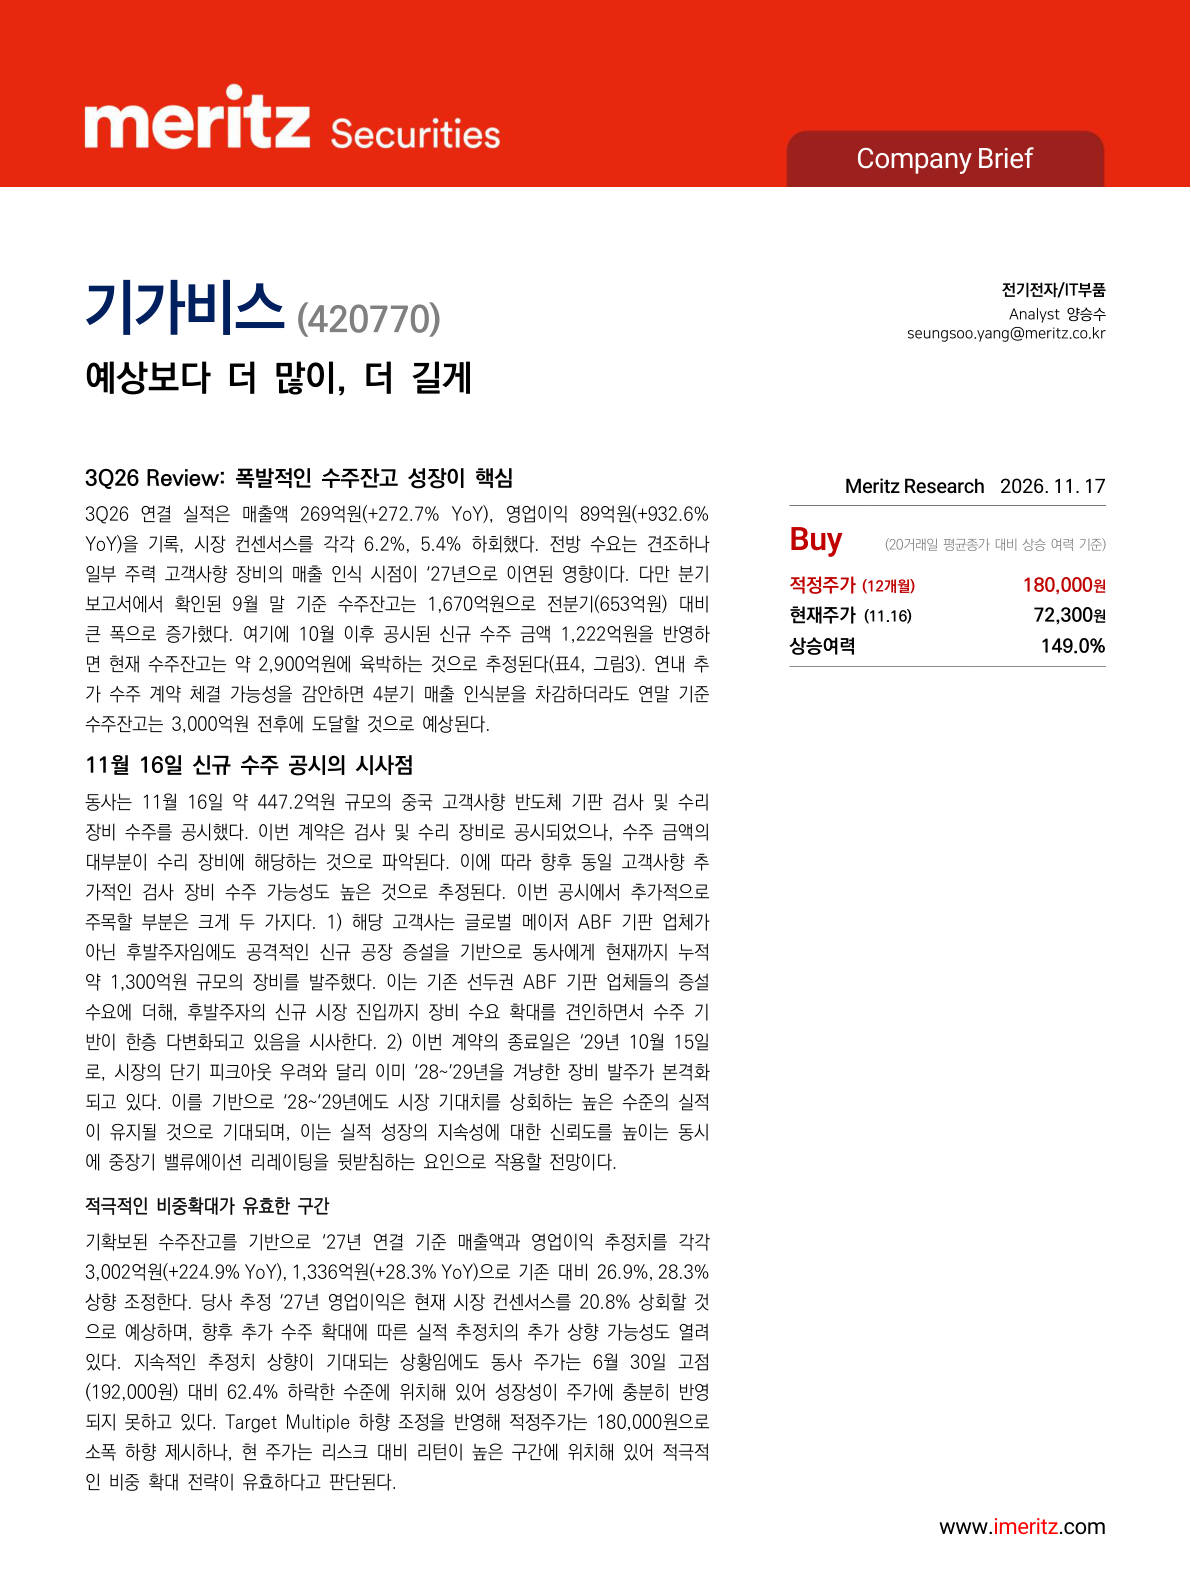 meritz Securities
Company Brief
기가비스 (420770)
예상보다 더 많이, 더 길게
전기전자/IT부품
Analyst 양승수
seungsoo.yang@meritz.co.kr
3Q26 Review: 폭발적인 수주잔고 성장이 핵심
3Q26 연결 실적은 매출액 269억원(+272.7% YoY), 영업이익 89억원(+932.6%
YoY)을 기록, 시장 컨센서스를 각각 6.2%, 5.4% 하회했다. 전방 수요는 견조하나
일부 주력 고객사향 장비의 매출 인식 시점이 '27년으로 이연된 영향이다. 다만 분기
보고서에서 확인된 9월 말 기준 수주잔고는 1,670억원으로 전분기(653억원) 대비
큰 폭으로 증가했다. 여기에 10월 이후 공시된 신규 수주 금액 1,222억원을 반영하
면 현재 수주잔고는 약 2,900억원에 육박하는 것으로 추정된다(표4, 그림3). 연내 추
가 수주 계약 체결 가능성을 감안하면 4분기 매출 인식분을 차감하더라도 연말 기준
수주잔고는 3,000억원 전후에 도달할 것으로 예상된다.
11월 16일 신규 수주 공시의 시사점
동사는 11월 16일 약 447.2억원 규모의 중국 고객사향 반도체 기판 검사 및 수리
장비 수주를 공시했다. 이번 계약은 검사 및 수리 장비로 공시되었으나, 수주 금액의
대부분이 수리 장비에 해당하는 것으로 파악된다. 이에 따라 향후 동일 고객사향 추
가적인 검사 장비 수주 가능성도 높은 것으로 추정된다. 이번 공시에서 추가적으로
주목할 부분은 크게 두 가지다. 1) 해당 고객사는 글로벌 메이저 ABF 기판 업체가
아닌 후발주자임에도 공격적인 신규 공장 증설을 기반으로 동사에게 현재까지 누적
약 1,300억원 규모의 장비를 발주했다. 이는 기존 선두권 ABF 기판 업체들의 증설
수요에 더해, 후발주자의 신규 시장 진입까지 장비 수요 확대를 견인하면서 수주 기
반이 한층 다변화되고 있음을 시사한다. 2) 이번 계약의 종료일은 '29년 10월 15일
로, 시장의 단기 피크아웃 우려와 달리 이미 '28~'29년을 겨냥한 장비 발주가 본격화
되고 있다. 이를 기반으로 '28~'29년에도 시장 기대치를 상회하는 높은 수준의 실적
이 유지될 것으로 기대되며, 이는 실적 성장의 지속성에 대한 신뢰도를 높이는 동시
에 중장기 밸류에이션 리레이팅을 뒷받침하는 요인으로 작용할 전망이다.
적극적인 비중확대가 유효한 구간
기확보된 수주잔고를 기반으로 '27년 연결 기준 매출액과 영업이익 추정치를 각각
3,002억원(+224.9% YoY), 1,336억원(+28.3% YoY)으로 기존 대비 26.9%, 28.3%
상향 조정한다. 당사 추정 '27년 영업이익은 현재 시장 컨센서스를 20.8% 상회할 것
으로 예상하며, 향후 추가 수주 확대에 따른 실적 추정치의 추가 상향 가능성도 열려
있다. 지속적인 추정치 상향이 기대되는 상황임에도 동사 주가는 6월 30일 고점
(192,000원) 대비 62.4% 하락한 수준에 위치해 있어 성장성이 주가에 충분히 반영
되지 못하고 있다. Target Multiple 하향 조정을 반영해 적정주가는 180,000원으로
소폭 하향 제시하나, 현 주가는 리스크 대비 리턴이 높은 구간에 위치해 있어 적극적
인 비중 확대 전략이 유효하다고 판단된다.
Meritz Research 2026. 11. 17
Buy (20거래일 평균종가 대비 상승 여력 기준)
적정주가 (12개월) 180,000원
현재주가 (11.16) 72,300원
상승여력 149.0%
www.imeritz.com